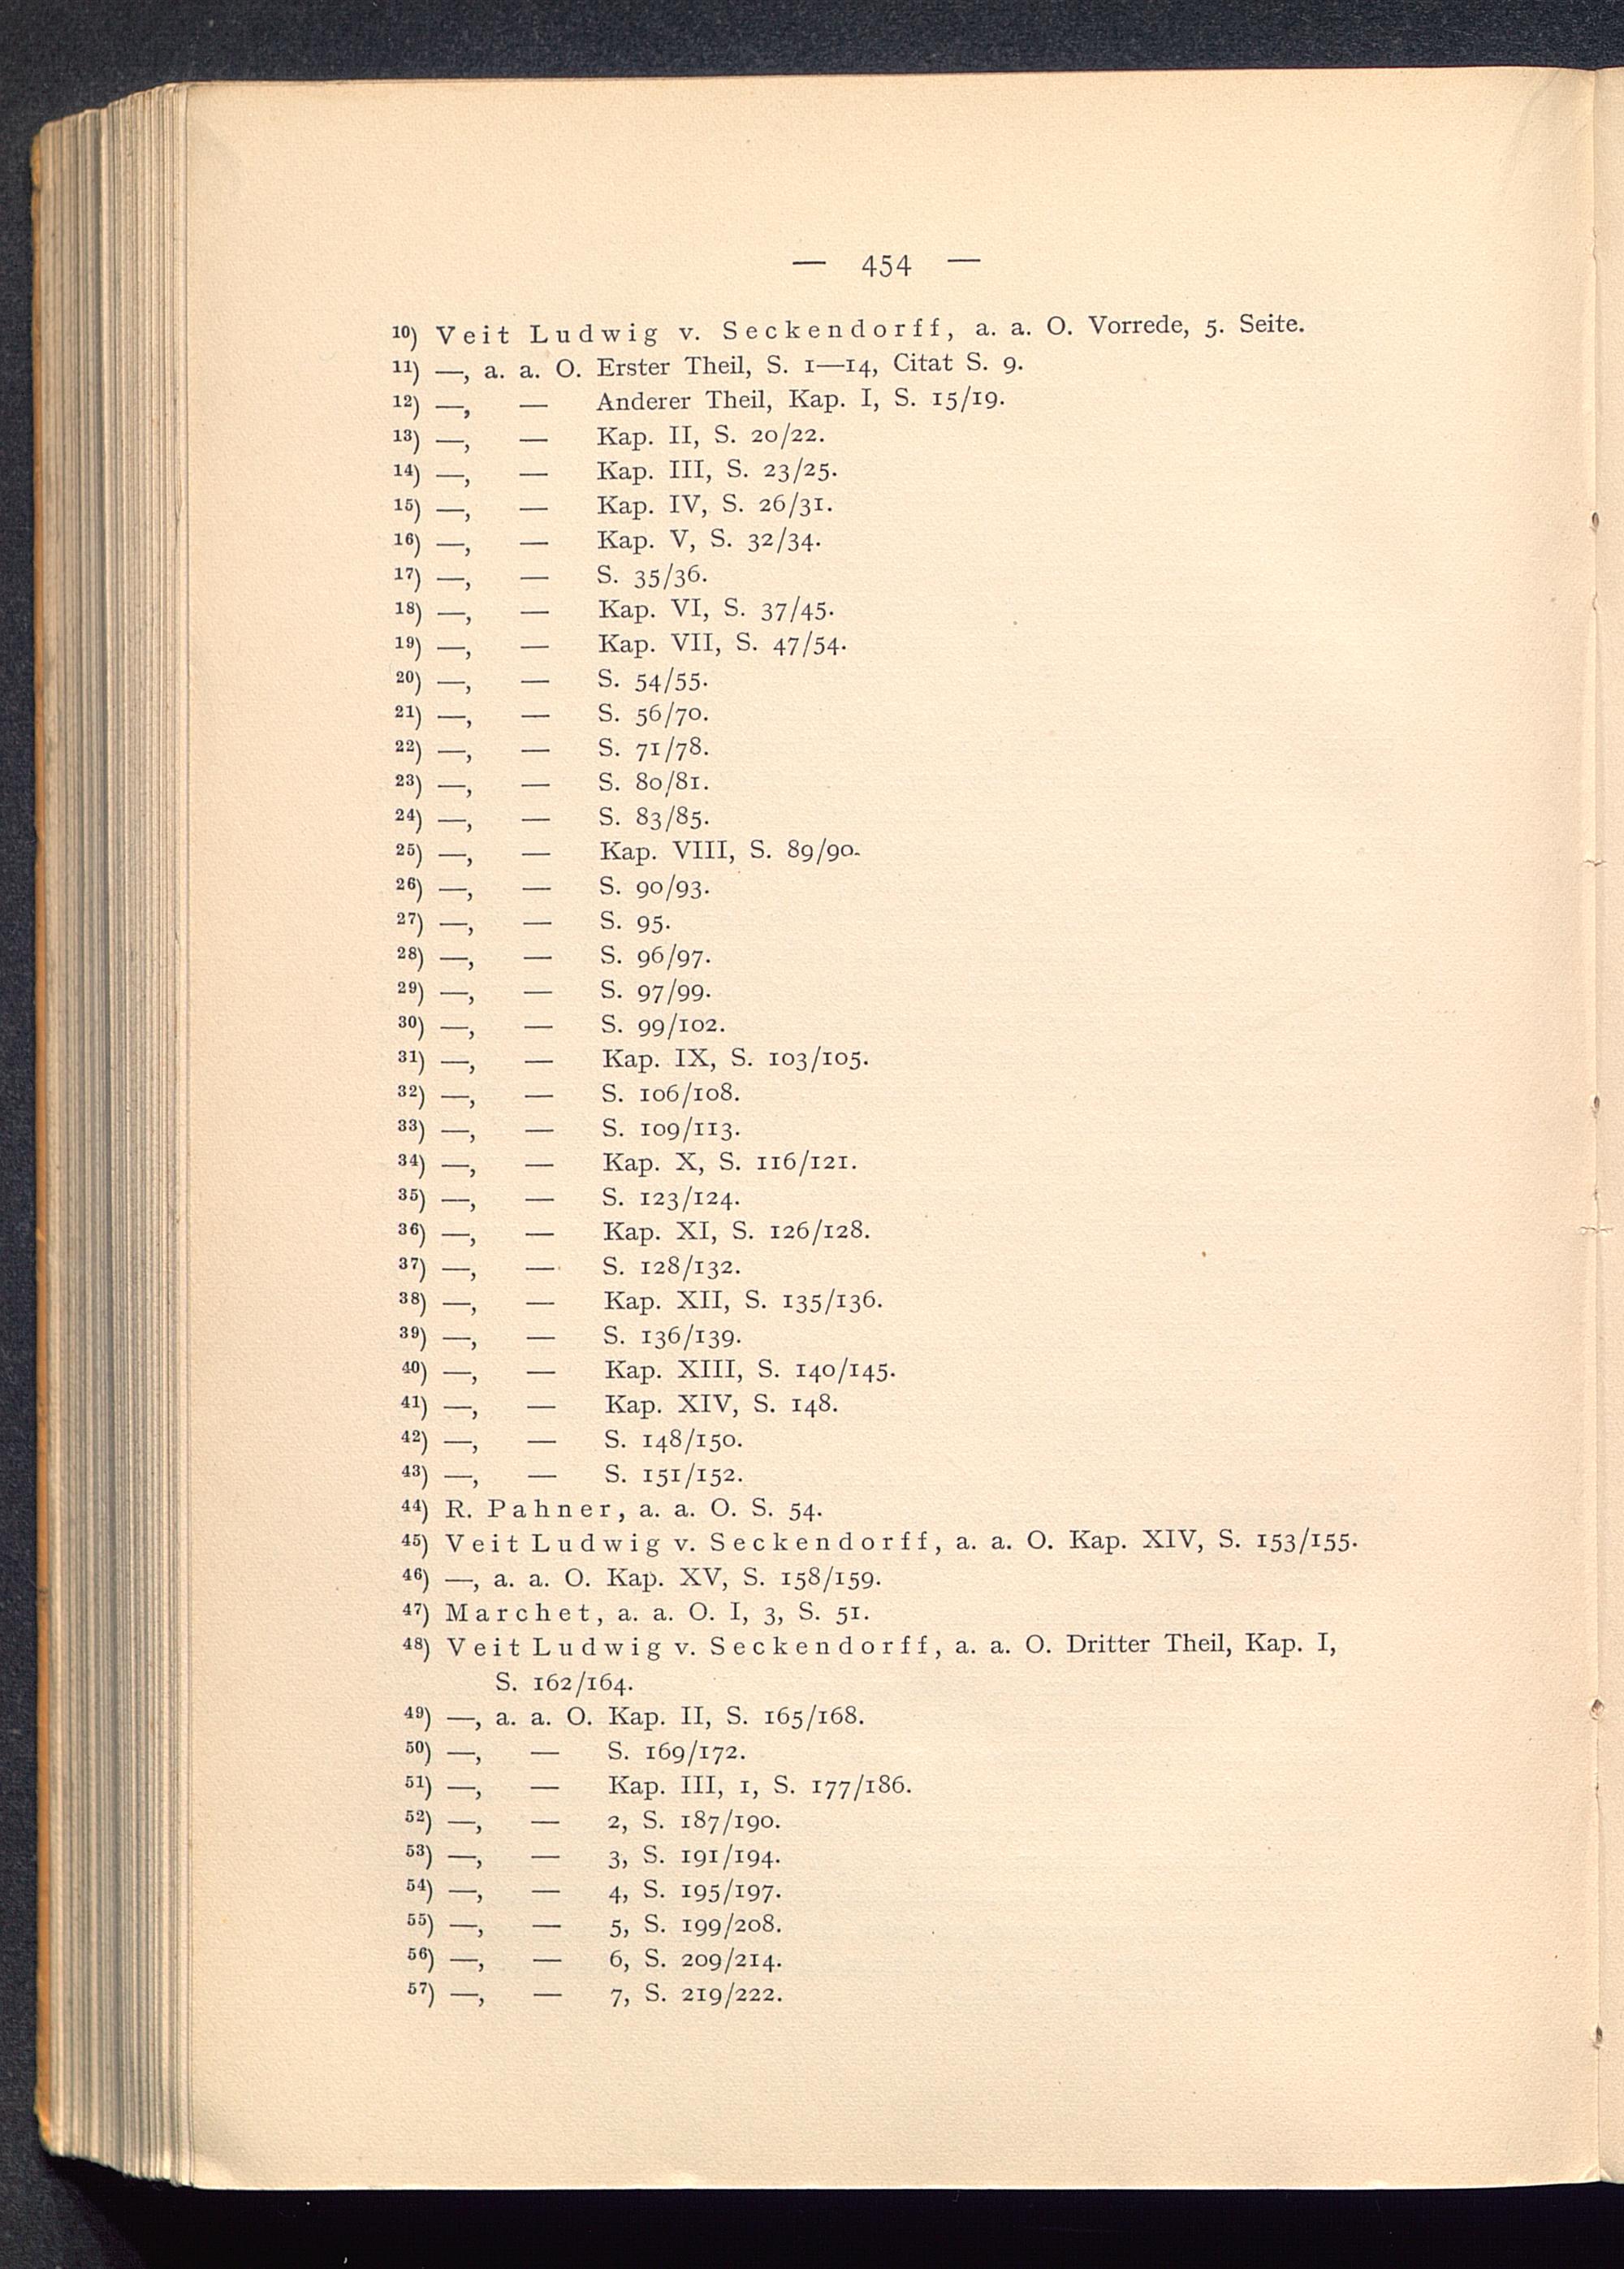 — 454 —
10) Veit Ludwig v. Seckendorff, a. a. O. Vorrede, 5. Seite.
11) —, a. a. O. Erster Theil, S. 1—14, Citat S. 9.
12) —, — Anderer Theil, Kap. I, S. 15/19.
13) —, — Kap. II, S. 20/22.
14) —, — Kap. III, S. 23/25.
15) —, — Kap. IV, S. 26/31.
16) —, — Kap. V, S. 32/34.
17) —, — S. 35/36.
18) —, — Kap. VI, S. 37/45.
19) —, — Kap. VII, S. 47/54.
20) —, — S. 54/55.
21) —, — S. 56/70.
22) —, — S. 71/78.
23) —, — S. 80/81.
24) —, — S. 83/85.
25) —, — Kap. VIII, S. 89/90.
26) —, — S. 90/93.
27) —, — S. 95.
28) —, — S. 96/97.
29) —, — S. 97/99.
30) —, — S. 99/102.
31) —, — Kap. IX, S. 103/105.
32) —, — S. 106/108.
33) —, — S. 109/113.
34) —, — Kap. X, S. 116/121.
35) —, — S. 123/124.
36) —, — Kap. XI, S. 126/128.
37) —, — S. 128/132.
38) —, — Kap. XII, S. 135/136.
39) —, — S. 136/139.
40) —, — Kap. XIII, S. 140/145.
41) —, — Kap. XIV, S. 148.
42) —, — S. 148/150.
43) —, — S. 151/152.
44) R. Pahner, a. a. O. S. 54.
45) Veit Ludwig v. Seckendorff, a. a. O. Kap. XIV, S. 153/155.
46) —, a. a. O. Kap. XV, S. 158/159.
47) Marchet, a. a. O. I, 3, S. 51.
48) Veit Ludwig v. Seckendorff, a. a. O. Dritter Theil, Kap. I,
S. 162/164.
49) —, a. a. O. Kap. II, S. 165/168.
50) —, — S. 169/172.
51) —, — Kap. III, 1, S. 177/186.
52) —, — 2, S. 187/190.
53) —, — 3, S. 191/194.
54) —, — 4, S. 195/197.
55) —, — 5, S. 199/208.
56) —, — 6, S. 209/214.
57) —, — 7, S. 219/222.